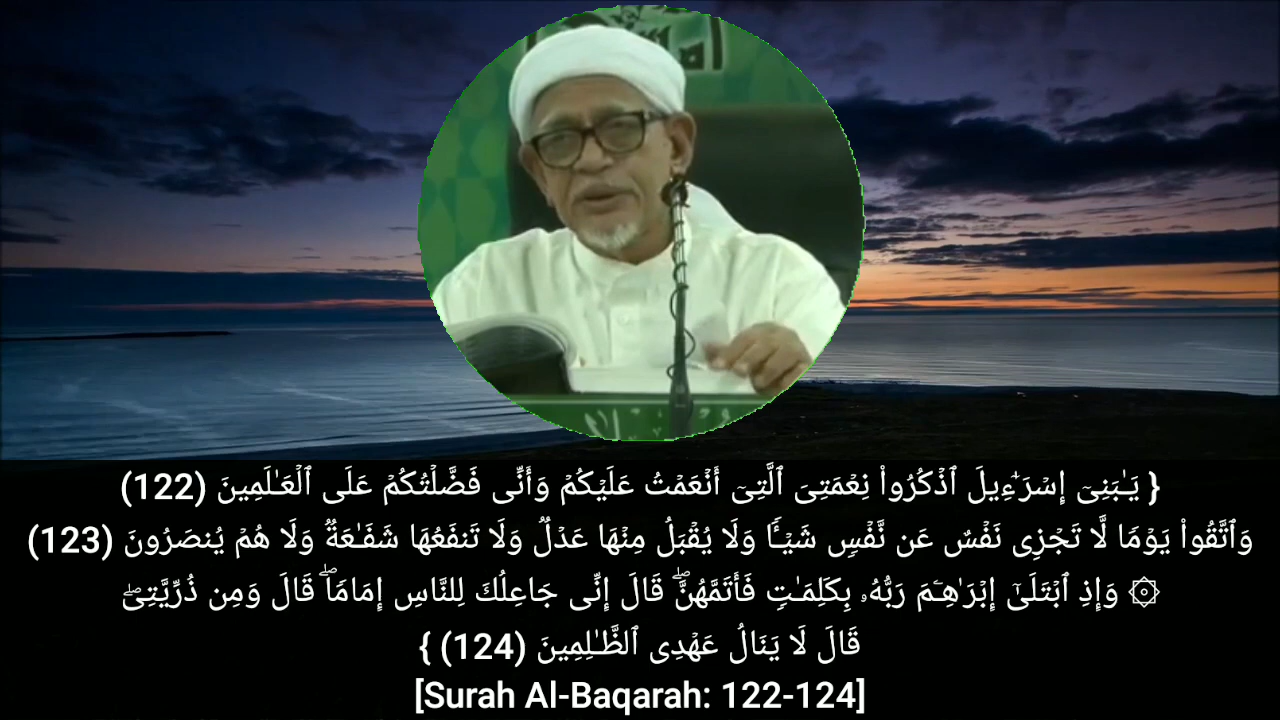 { يَـٰبَنِىٓ إِسْرَٰٓءِيلَ ٱذْكُرُوا۟ نِعْمَتِىَ ٱلَّتِىٓ أَنْعَمْتُ عَلَيْكُمْ وَأَنِّى فَضَّلْتُكُمْ عَلَى ٱلْعَـٰلَمِينَ (122)
وَٱتَّقُوا۟ يَوْمًا لَّا تَجْزِى نَفْسٌ عَن نَّفْسٍ شَيْـًٔا وَلَا يُقْبَلُ مِنْهَا عَدْلٌ وَلَا تَنفَعُهَا شَفَـٰعَةٌ وَلَا هُمْ يُنصَرُونَ (123)
۞ وَإِذِ ٱبْتَلَىٰٓ إِبْرَٰهِـۧمَ رَبُّهُۥ بِكَلِمَـٰتٍ فَأَتَمَّهُنَّ ۖ قَالَ إِنِّى جَاعِلُكَ لِلنَّاسِ إِمَامًا ۖ قَالَ وَمِن ذُرِّيَّتِى ۖ
قَالَ لَا يَنَالُ عَهْدِى ٱلظَّـٰلِمِينَ (124) }
[Surah Al-Baqarah: 122-124]